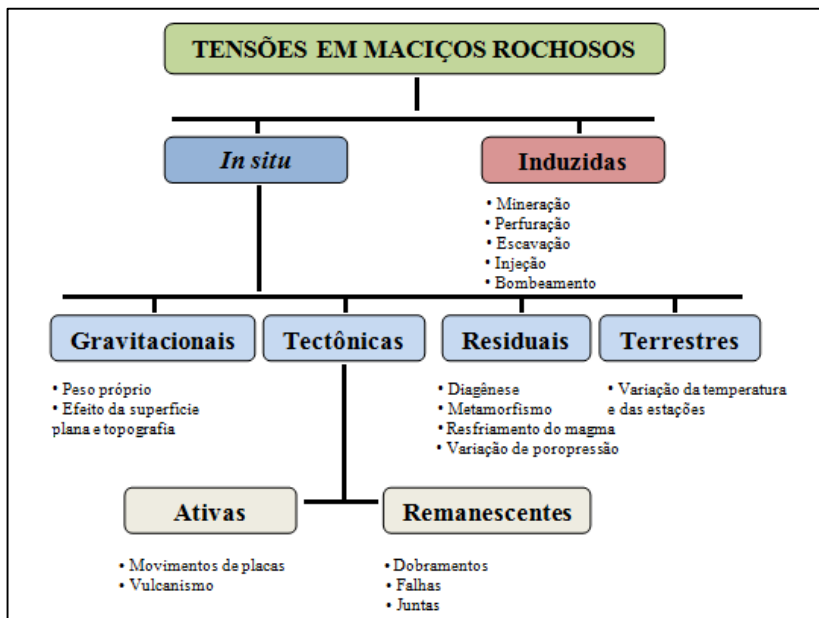 TENSÕES EM MACIÇOS ROCHOSOS
In situ
Induzidas
• Mineração
• Perfuração
• Escavação
• Injeção
• Bombeamento
Gravitacionais
Tectônicas
Residuais
Terrestres
• Peso próprio
• Efeito da superfície
plana e topografia
• Diagênese
• Metamorfismo
• Resfriamento do magma
• Variação de poropressão
• Variação da temperatura
e das estações
Ativas
Remanescentes
• Movimentos de placas
• Vulcanismo
• Dobramentos
• Falhas
• Juntas